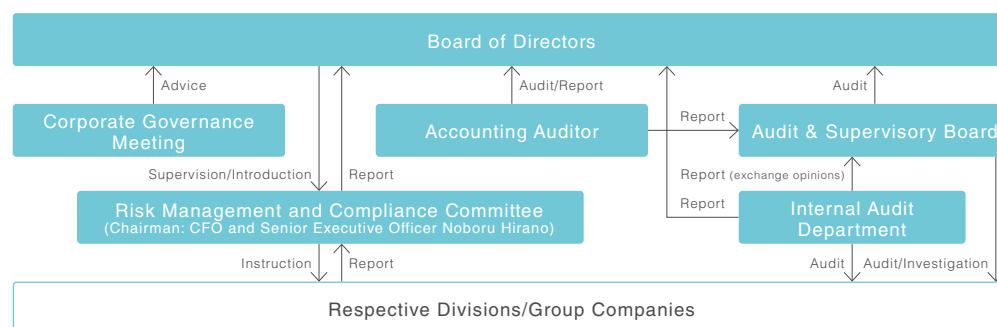 Board of Directors
Advice
Audit/Report
Audit
Corporate Governance
Meeting
Accounting Auditor
Report
Audit & Supervisory Board
Supervision/Introduction
Report
Report (exchange opinions)
Report
Risk Management and Compliance Committee
(Chairman: CFO and Senior Executive Officer Noboru Hirano)
Internal Audit
Department
Instruction
Report
Audit
Audit/Investigation
Respective Divisions/Group Companies